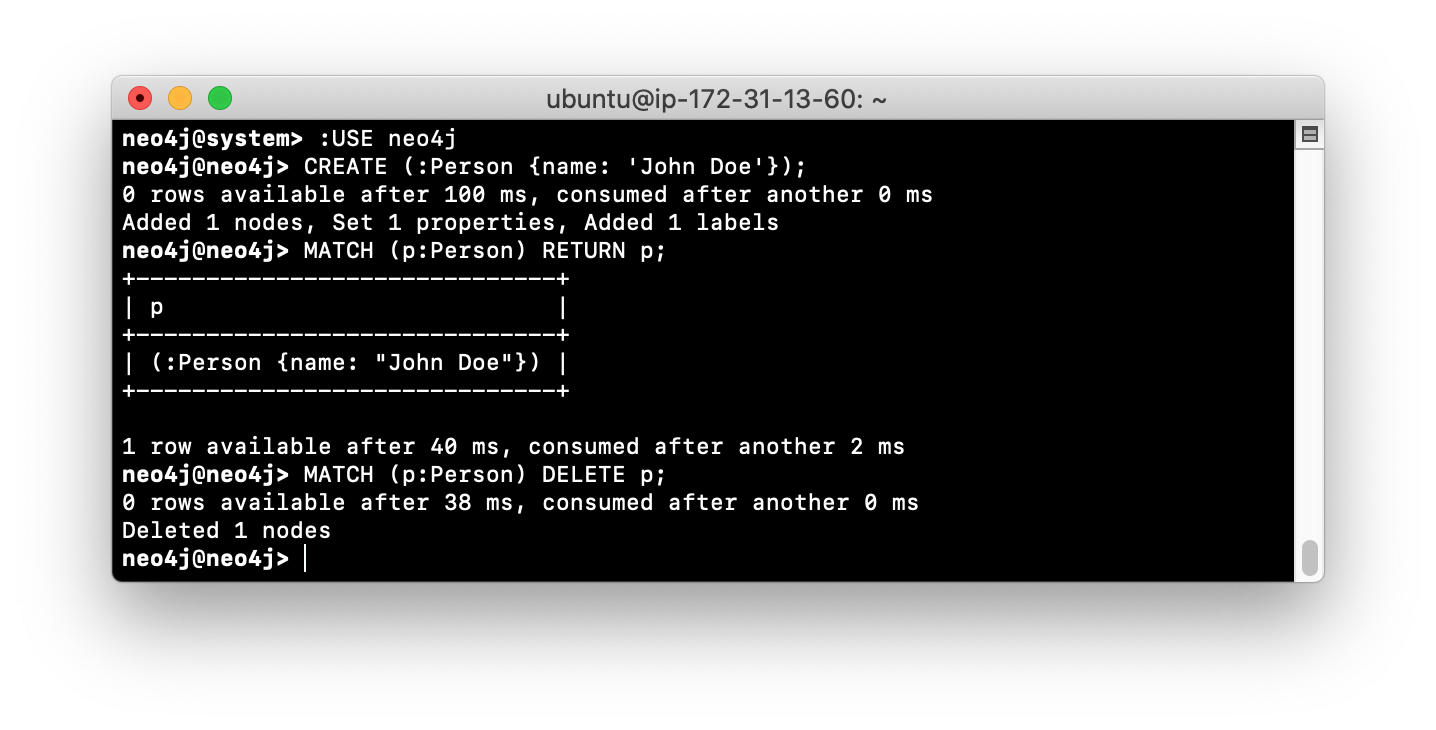 ubuntu@ip-172-31-13-60: ~
neo4j@system> :USE neo4j
neo4j@neo4j> CREATE (:Person {name: 'John Doe'});
0 rows available after 100 ms, consumed after another 0 ms
Added 1 nodes, Set 1 properties, Added 1 labels
neo4j@neo4j> MATCH (p:Person) RETURN p;
+------------------------------+
| p                            |
+------------------------------+
| (:Person {name: "John Doe"}) |
+------------------------------+
1 row available after 40 ms, consumed after another 2 ms
neo4j@neo4j> MATCH (p:Person) DELETE p;
0 rows available after 38 ms, consumed after another 0 ms
Deleted 1 nodes
neo4j@neo4j>